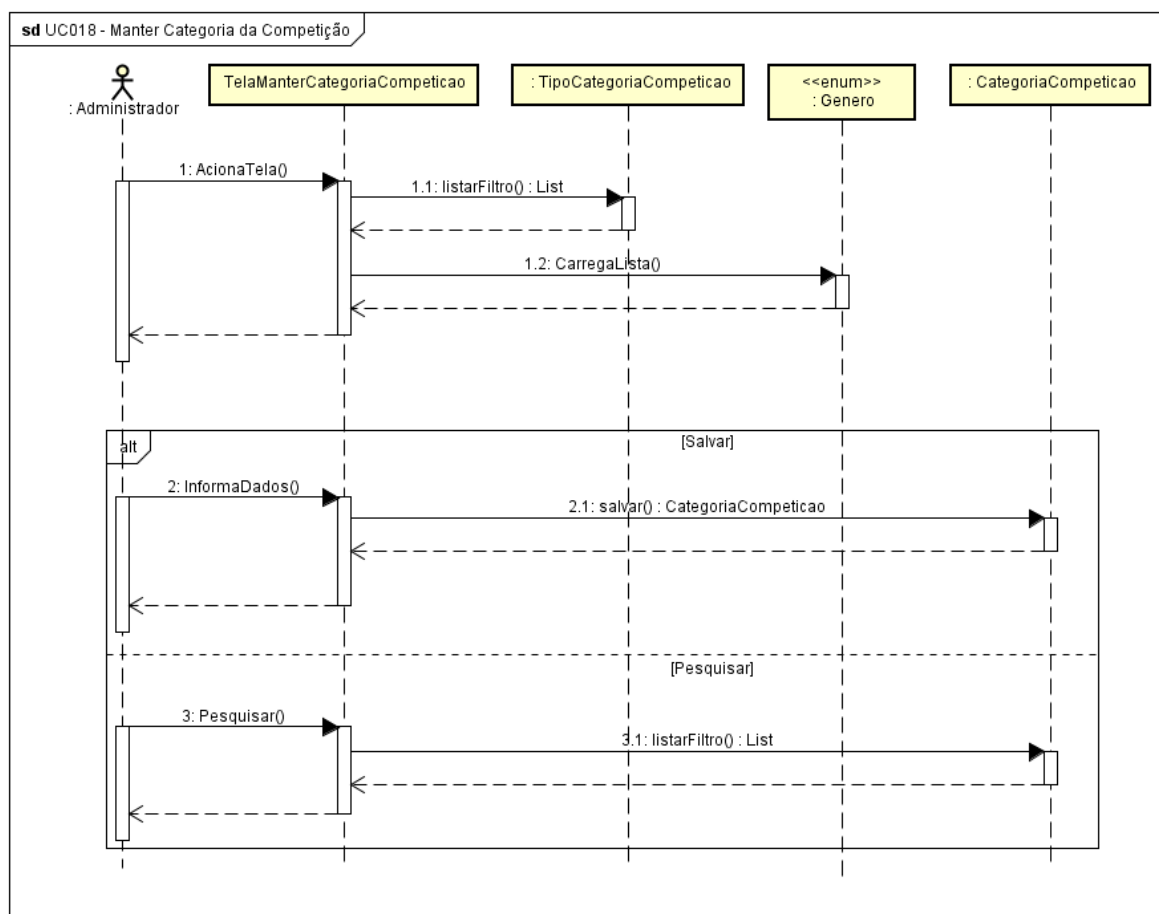 sd UC018 - Manter Categoria da Competição
: Administrador
TelaManterCategoriaCompeticao
: TipoCategoriaCompeticao
<<enum>>
: Genero
: CategoriaCompeticao
1: AcionaTela()
1.1: listarFiltro() : List
1.2: CarregaLista()
alt
[Salvar]
2: InformaDados()
2.1: salvar() : CategoriaCompeticao
[Pesquisar]
3: Pesquisar()
3.1: listarFiltro() : List